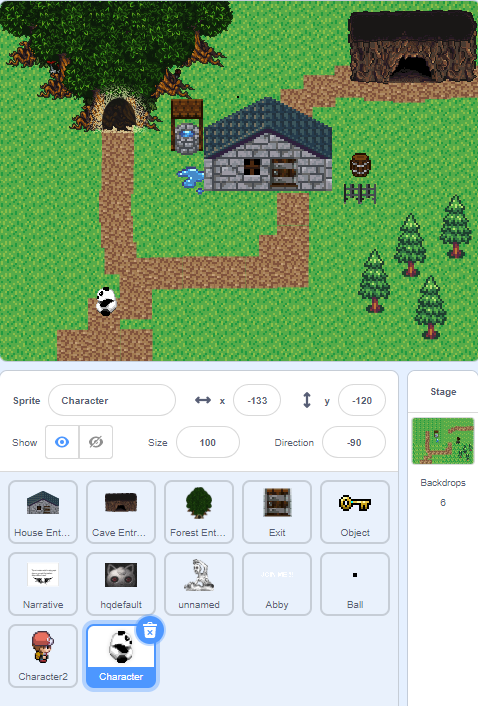 Sprite Character x -133 y -120 Stage
Show Size 100 Direction -90
Backdrops
6
House Ent... Cave Entr... Forest Ent... Exit Object
Narrative hqdefault unnamed Abby Ball
Character2 Character